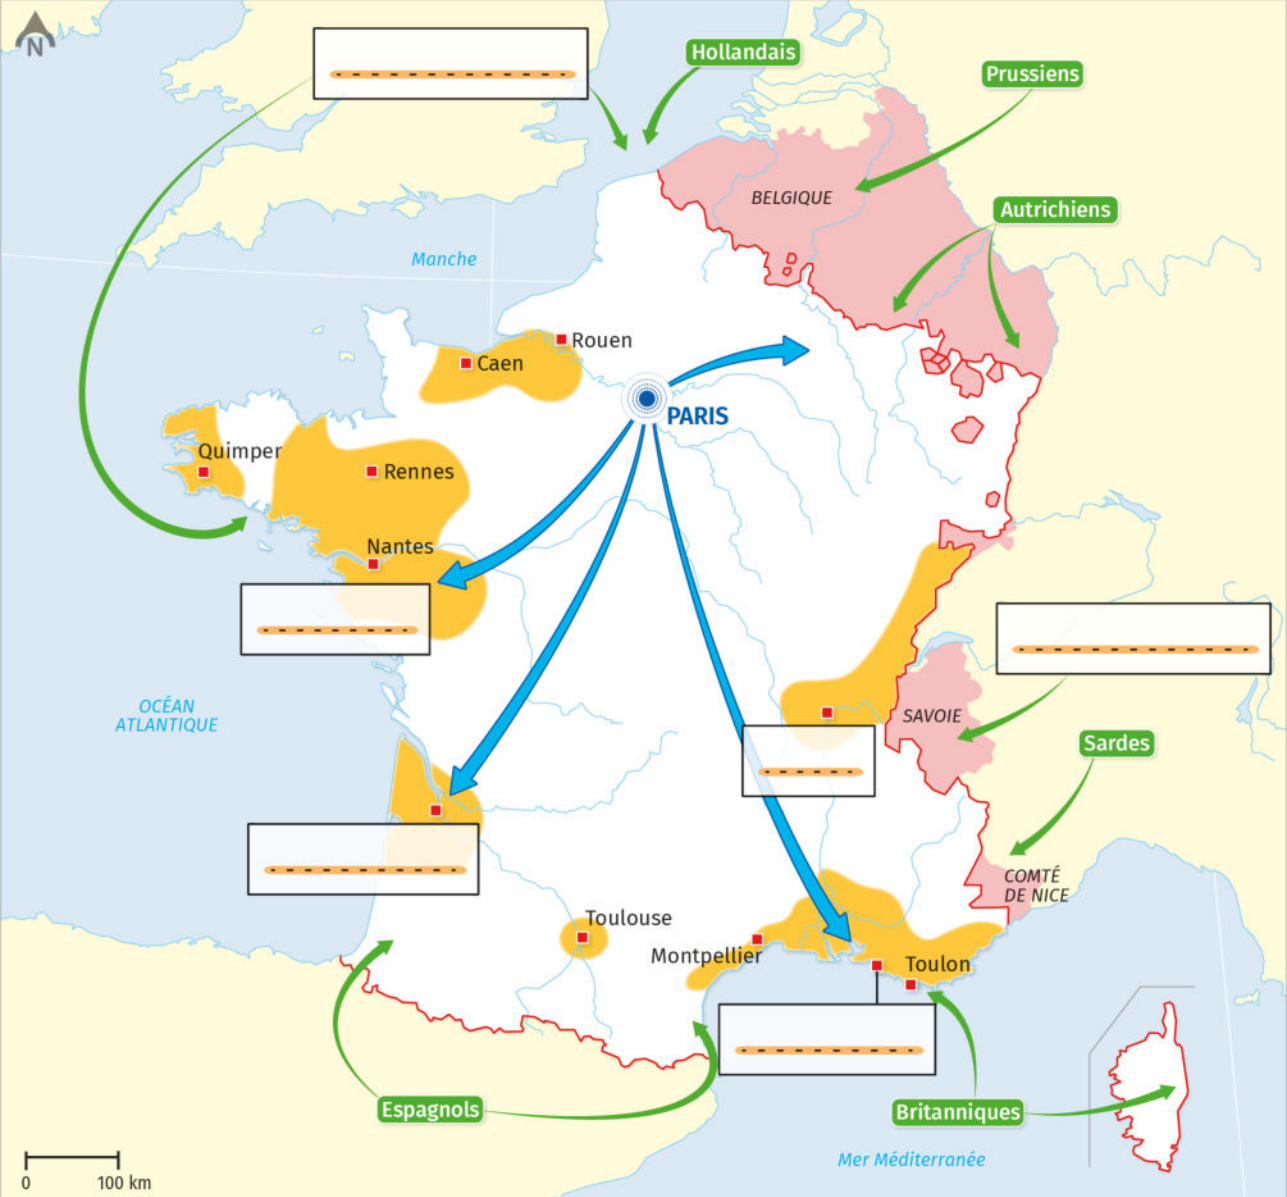 N
Hollandais
Prussiens
BELGIQUE
Autrichiens
Manche
Rouen
Caen
PARIS
Quimper
Rennes
Nantes
OCÉAN
ATLANTIQUE
SAVOIE
Sardes
COMTÉ
DE NICE
Toulouse
Montpellier
Toulon
Espagnols
Britanniques
Mer Méditerranée
0 100 km